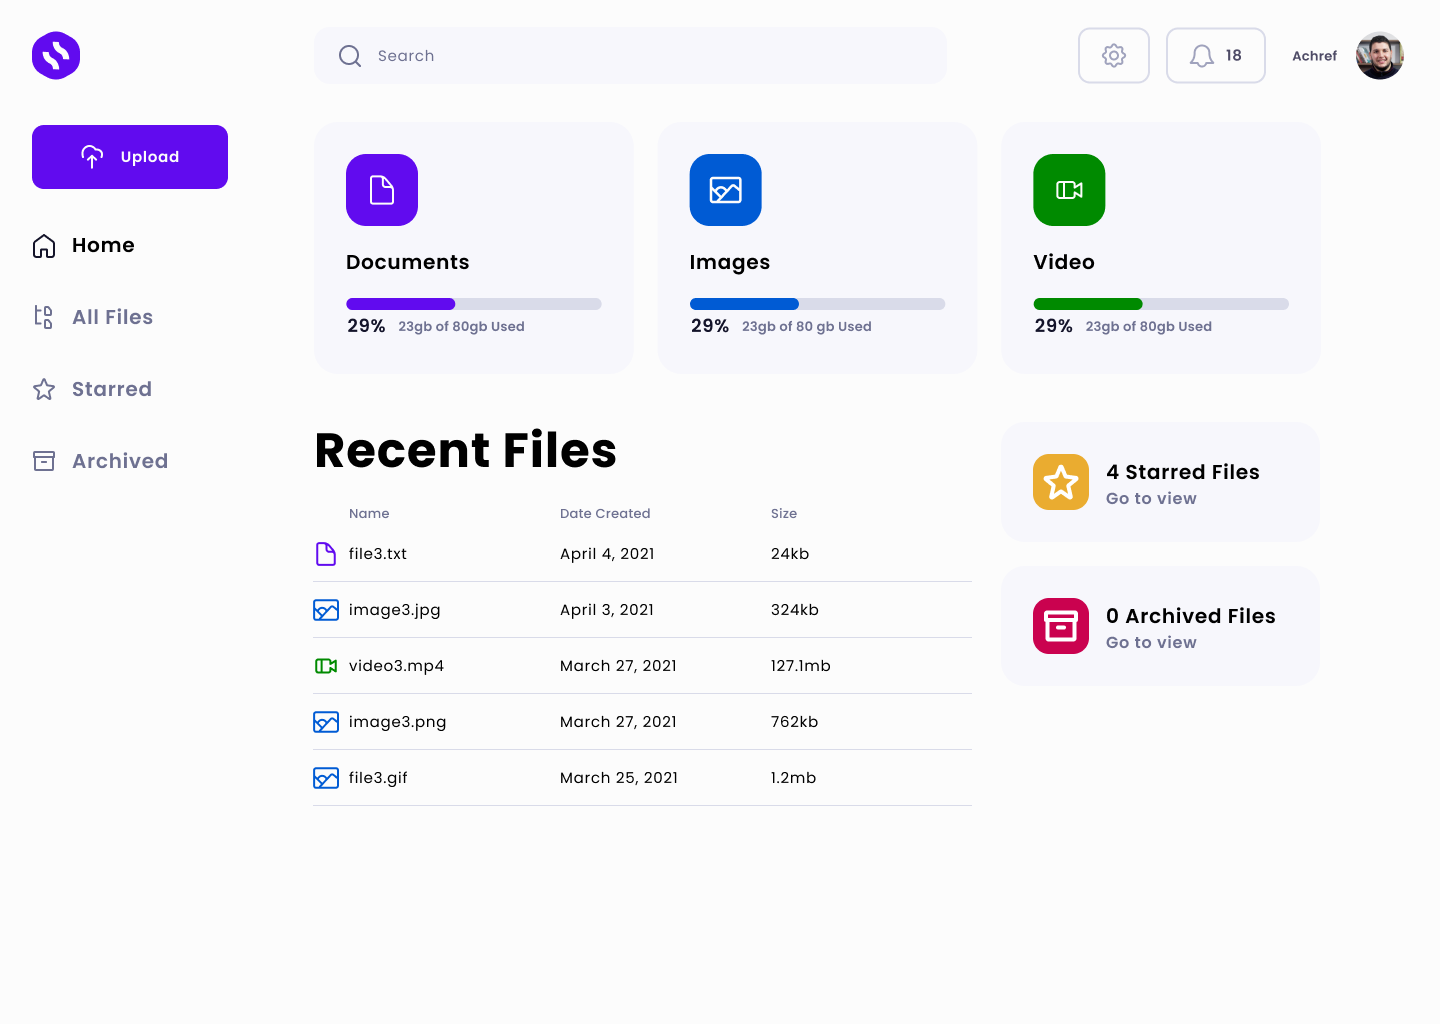 Search
18
Achref
Upload
Home
All Files
Starred
Archived
Documents
29% 23gb of 80gb Used
Images
29% 23gb of 80 gb Used
Video
29% 23gb of 80gb Used
Recent Files
Name Date Created Size
file3.txt April 4, 2021 24kb
image3.jpg April 3, 2021 324kb
video3.mp4 March 27, 2021 127.1mb
image3.png March 27, 2021 762kb
file3.gif March 25, 2021 1.2mb
4 Starred Files
Go to view
0 Archived Files
Go to view